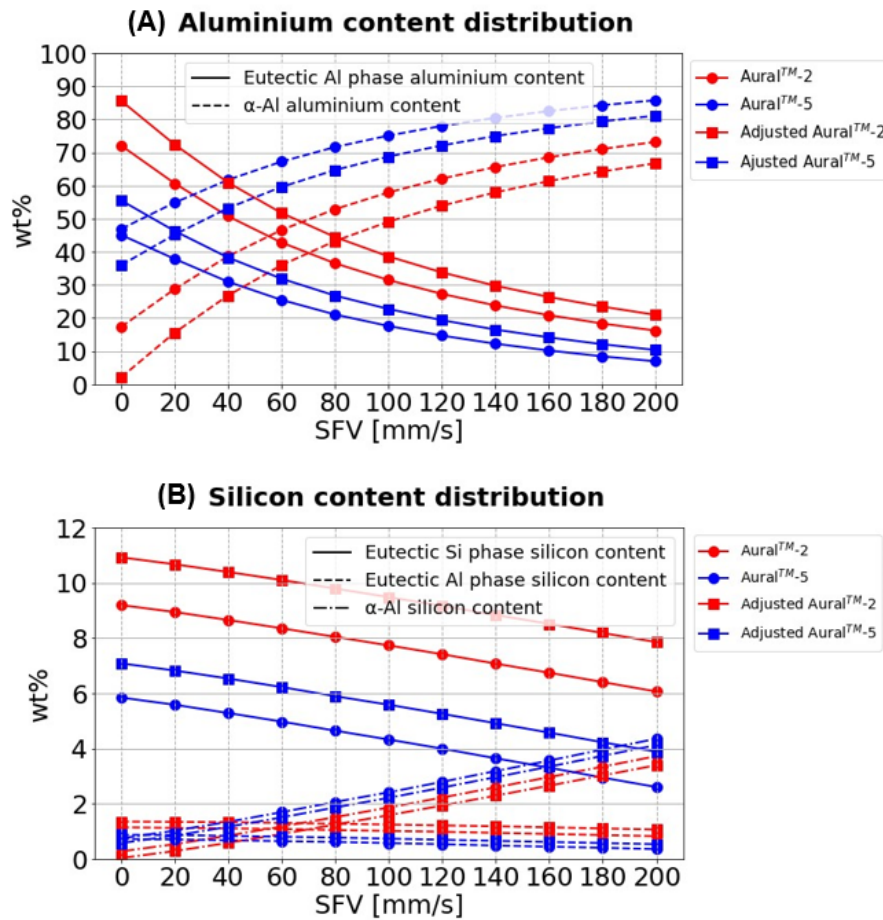 (A) Aluminium content distribution
100
90
80
70
60
50
40
30
20
10
0
wt%
Eutectic Al phase aluminium content
α-Al aluminium content
Aural™-2
Aural™-5
Adjusted Aural™-2
Ajusted Aural™-5
0 20 40 60 80 100 120 140 160 180 200
SFV [mm/s]
(B) Silicon content distribution
12
10
8
6
4
2
0
wt%
Eutectic Si phase silicon content
Eutectic Al phase silicon content
α-Al silicon content
Aural™-2
Aural™-5
Adjusted Aural™-2
Adjusted Aural™-5
0 20 40 60 80 100 120 140 160 180 200
SFV [mm/s]